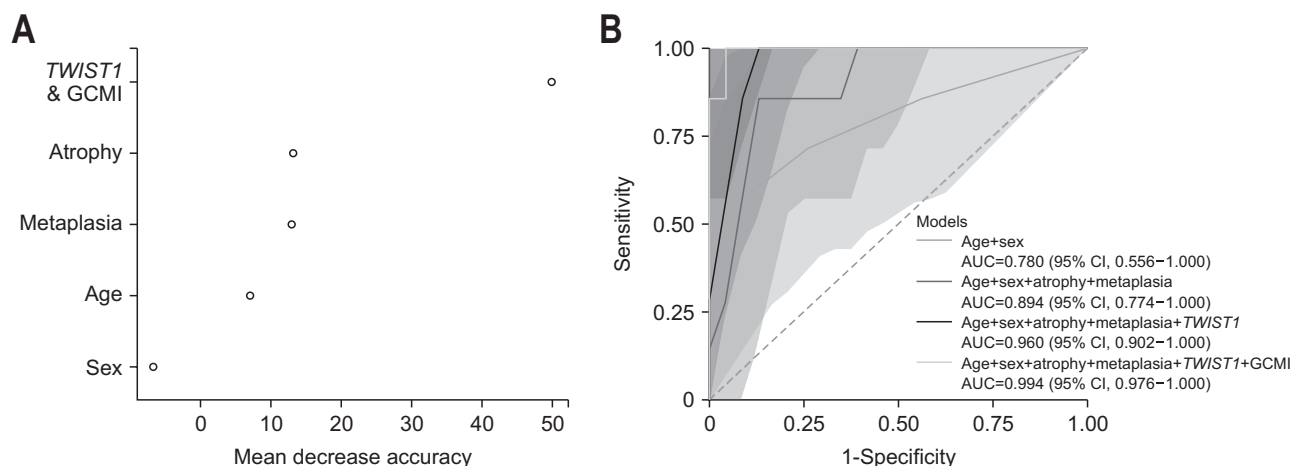 A
TWIST1
& GCMI
Atrophy
Metaplasia
Age
Sex
0 10 20 30 40 50
Mean decrease accuracy
B
1.00
0.75
0.50
0.25
0
Sensitivity
Models
Age+sex
AUC=0.780 (95% CI, 0.556−1.000)
Age+sex+atrophy+metaplasia
AUC=0.894 (95% CI, 0.774−1.000)
Age+sex+atrophy+metaplasia+TWIST1
AUC=0.960 (95% CI, 0.902−1.000)
Age+sex+atrophy+metaplasia+TWIST1+GCMI
AUC=0.994 (95% CI, 0.976−1.000)
0 0.25 0.50 0.75 1.00
1-Specificity